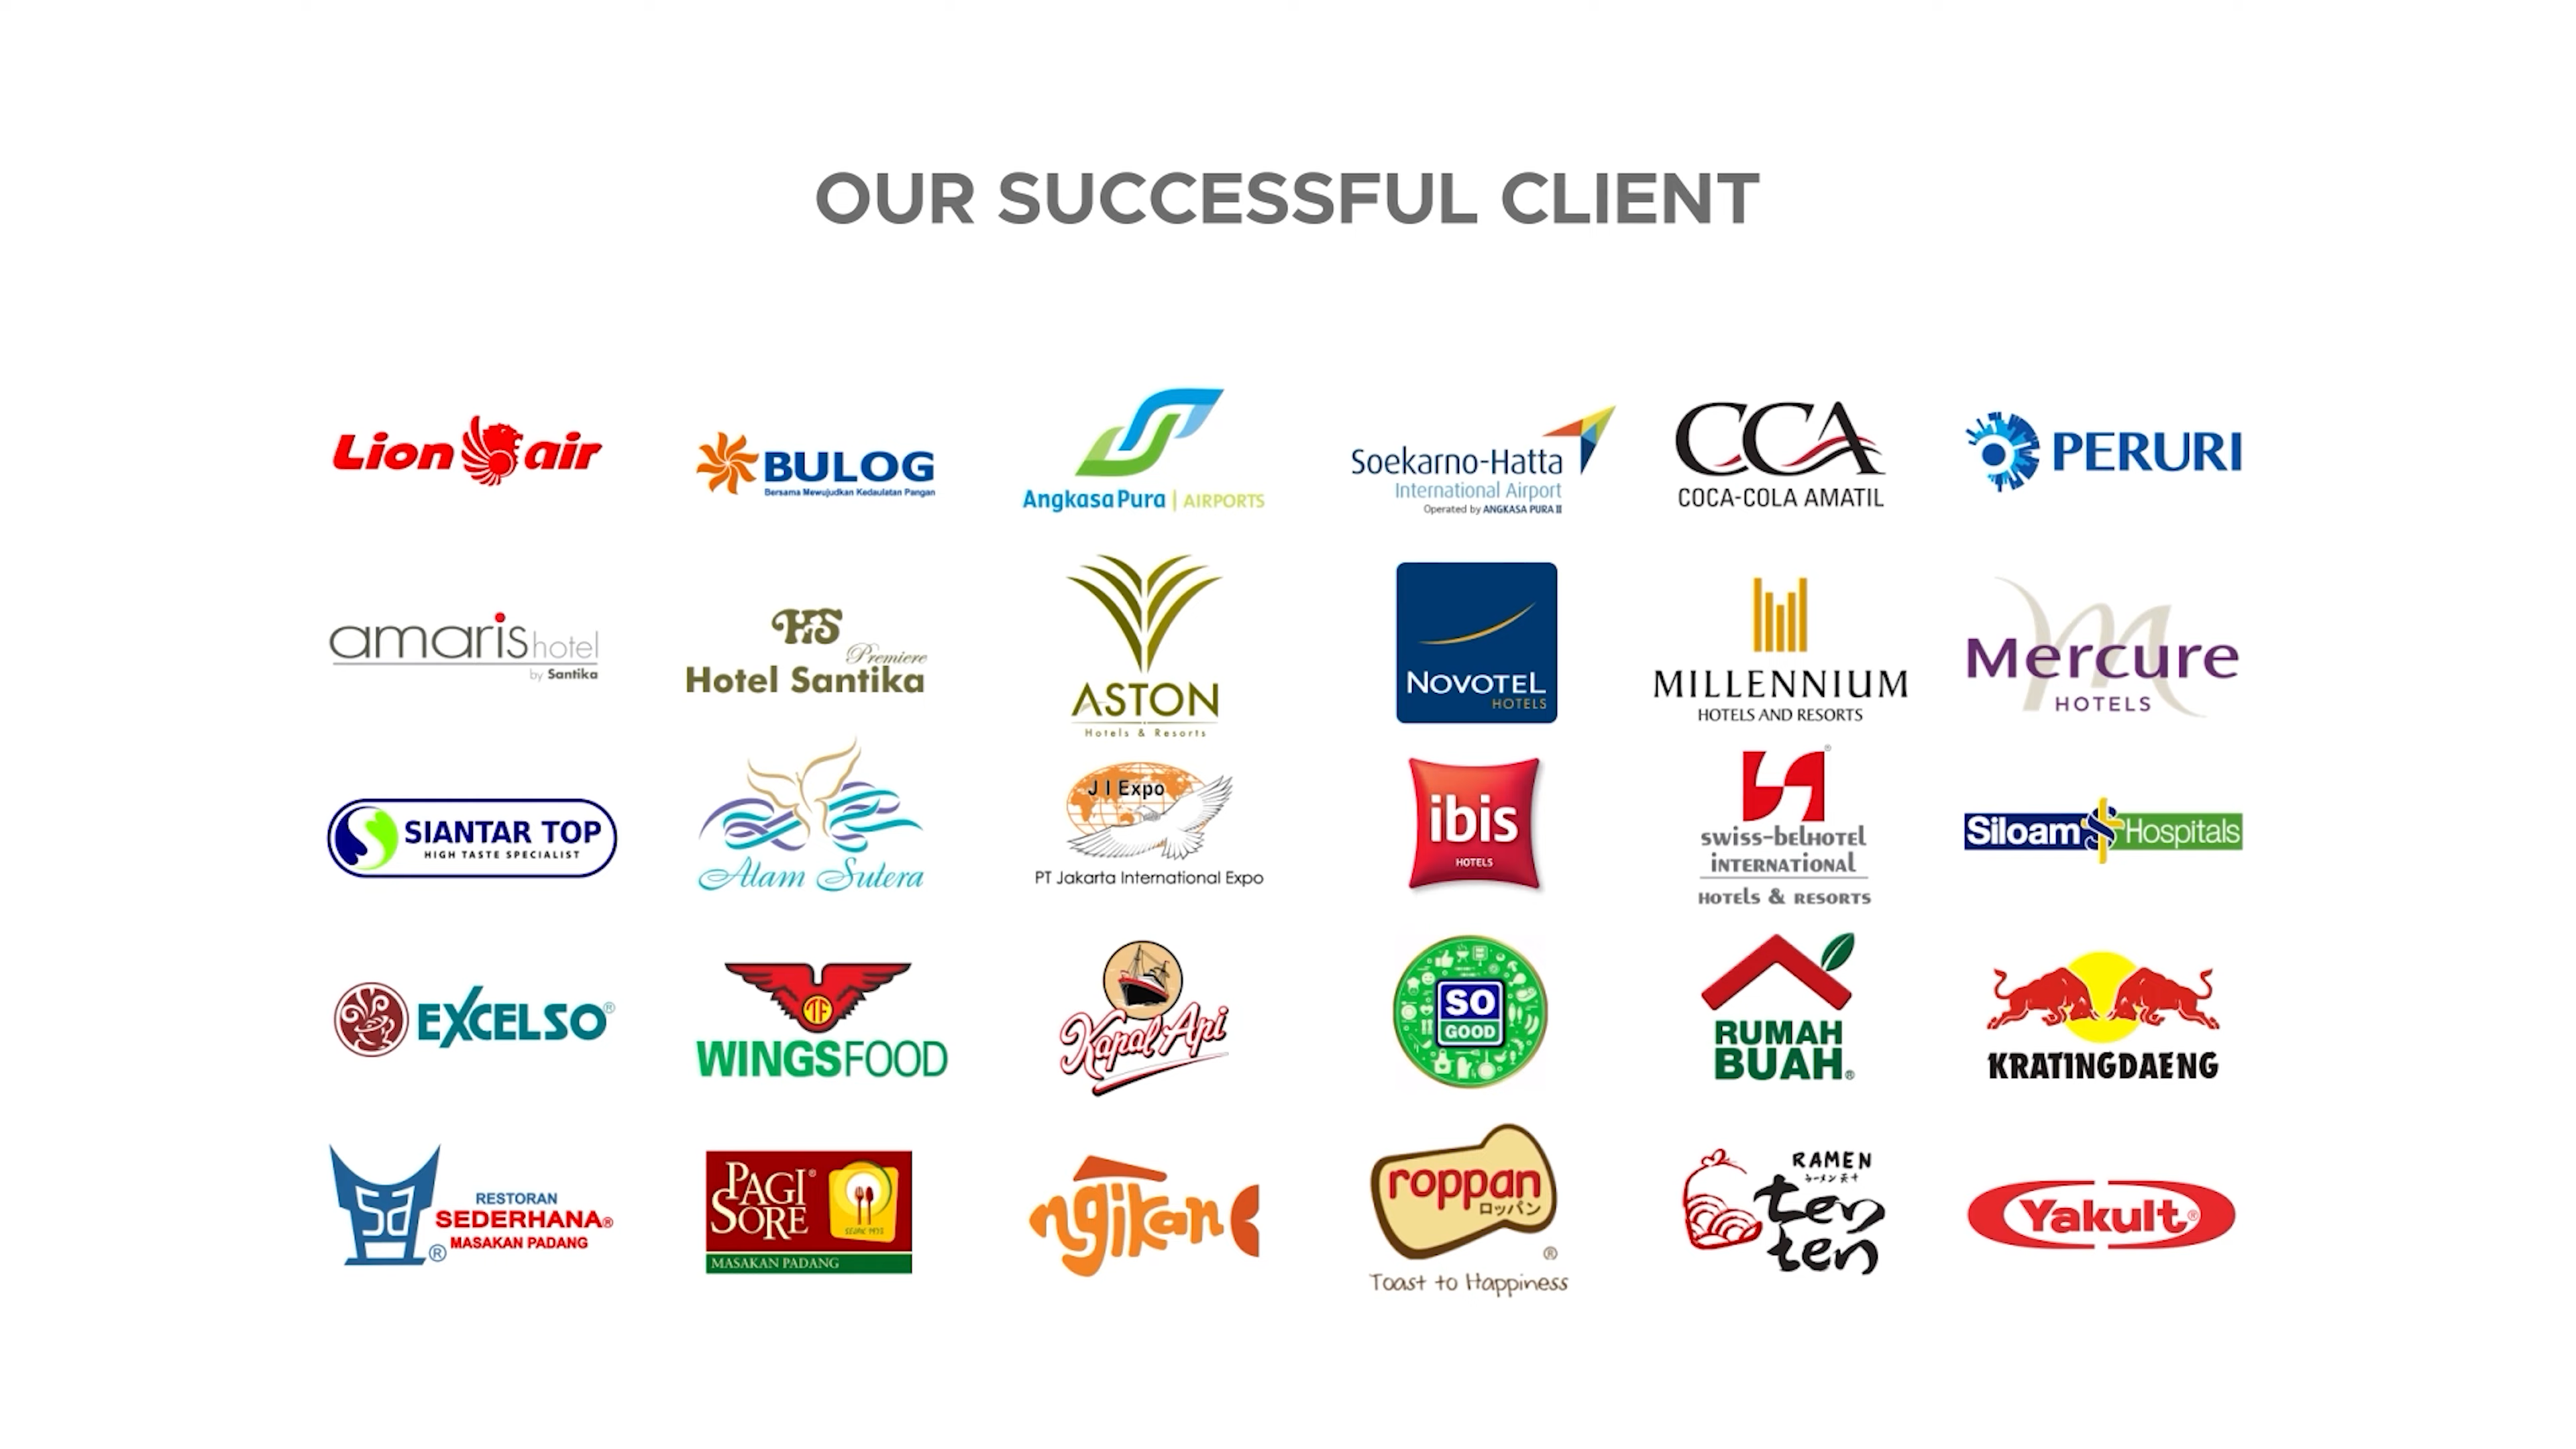 OUR SUCCESSFUL CLIENT
Lion air
BULOG
Bersama Mewujudkan Kedaulatan Pangan
AngkasaPura | AIRPORTS
Soekarno-Hatta
International Airport
Operated by ANGKASA PURA II
CCA
COCA-COLA AMATIL
PERURI
amaris hotel
by Santika
HS
Premiere
Hotel Santika
ASTON
Hotels & Resorts
NOVOTEL
HOTELS
MILLENNIUM
HOTELS AND RESORTS
Mercure
HOTELS
SIANTAR TOP
HIGH TASTE SPECIALIST
Alam Sutera
J I Expo
PT Jakarta International Expo
ibis
HOTELS
swiss-belhotel
international
hotels & resorts
Siloam Hospitals
EXCELSO®
WINGSFOOD
Kapal Api
SO
GOOD
RUMAH
BUAH®
KRATINGDAENG
sa
®
RESTORAN
SEDERHANA®
MASAKAN PADANG
PAGI®
SORE
MASAKAN PADANG
ngikan
roppan
ロッパン
®
Toast to Happiness
RAMEN
ten
ten
Yakult®